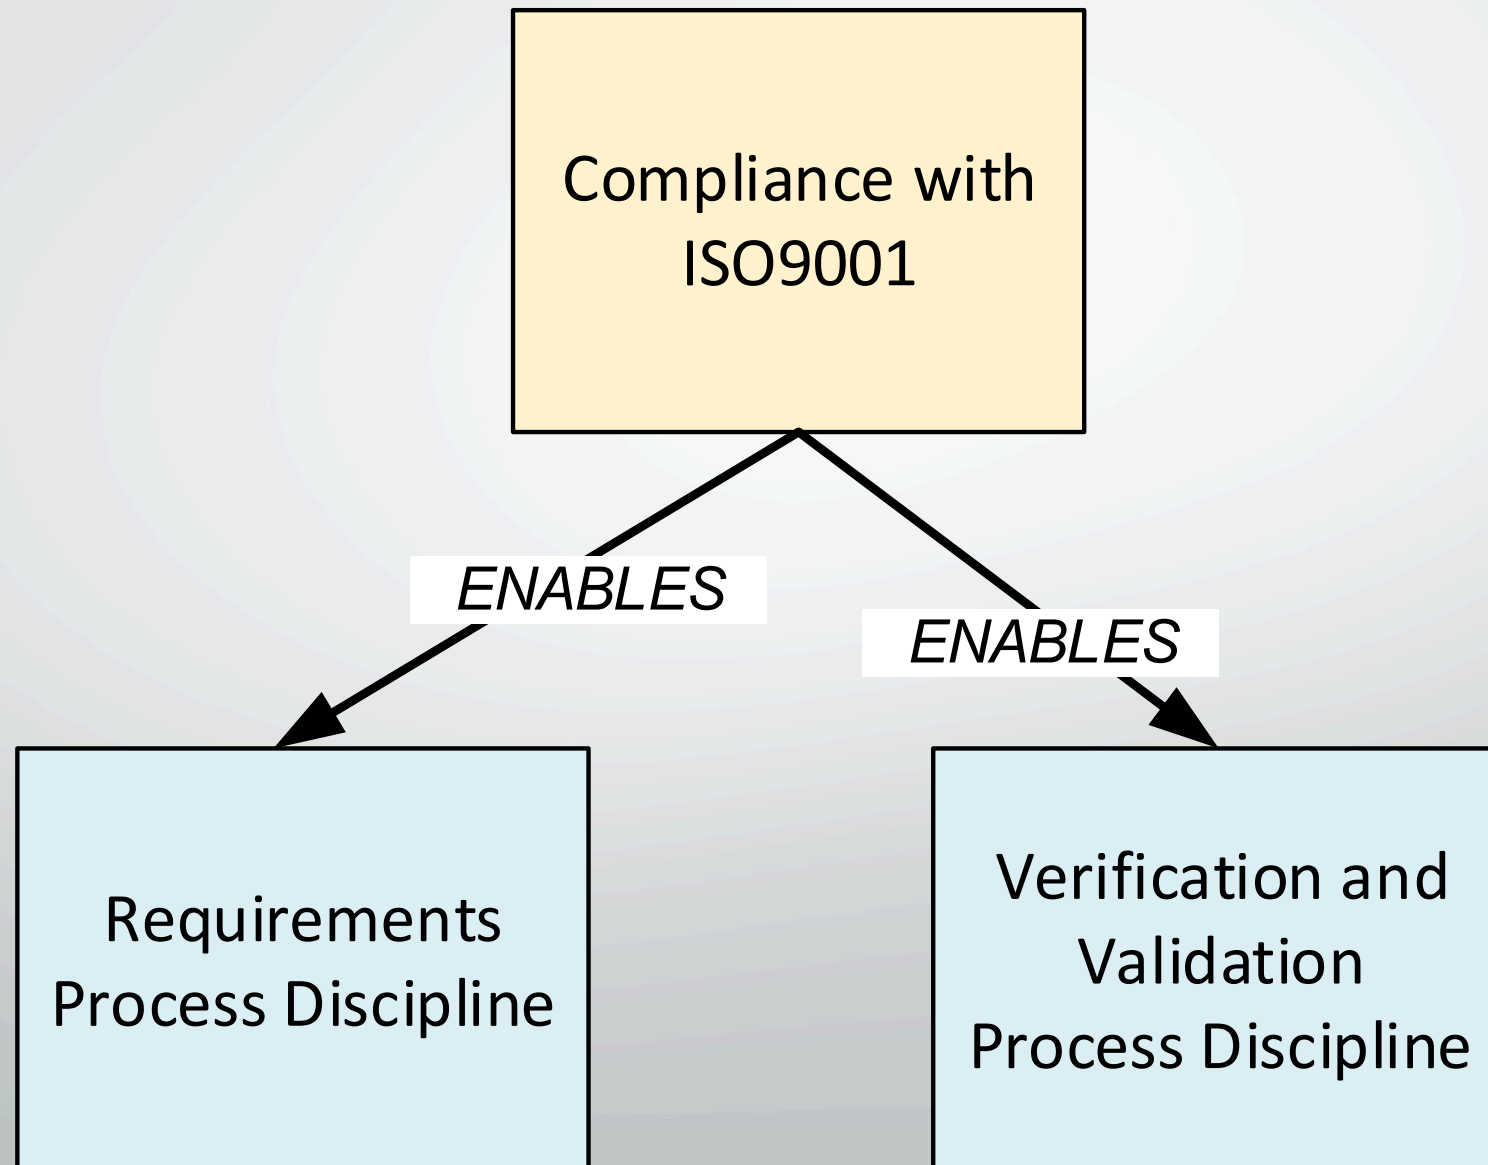 Compliance with
ISO9001
ENABLES
ENABLES
Requirements
Process Discipline
Verification and
Validation
Process Discipline